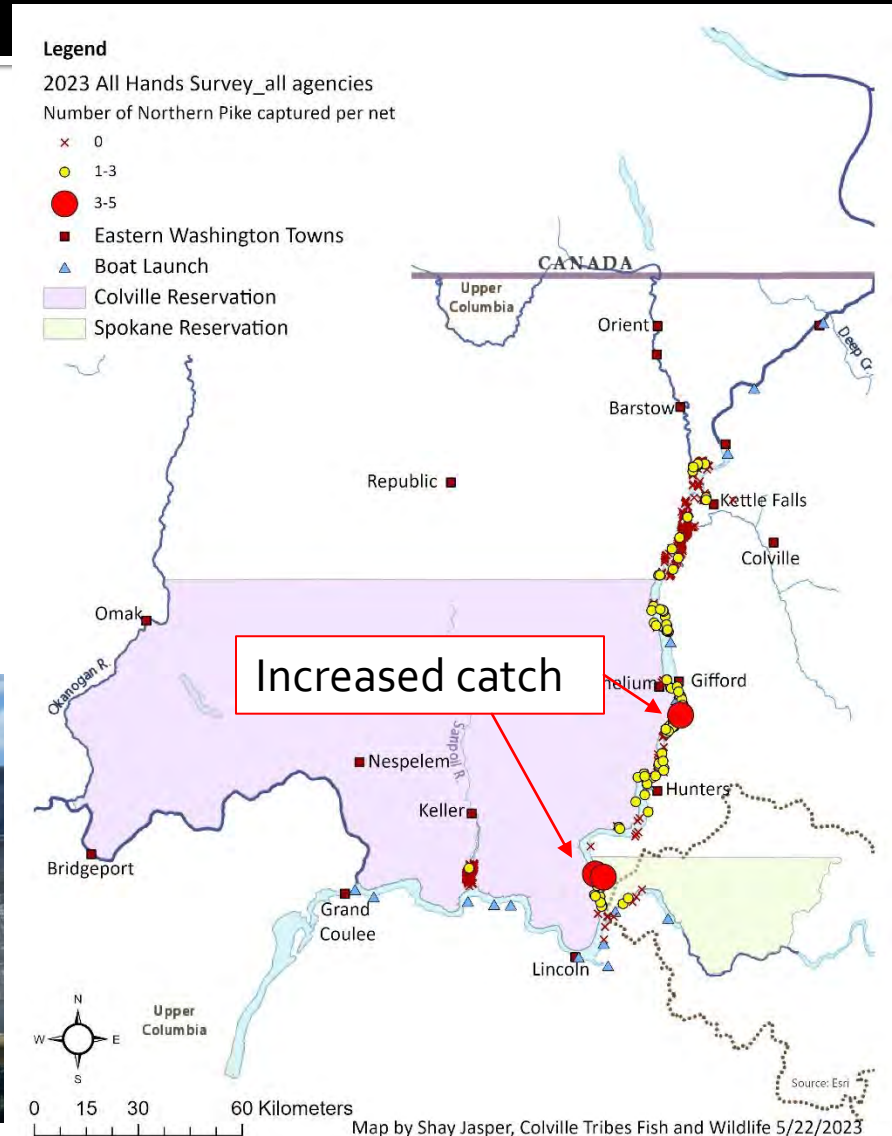 Legend
2023 All Hands Survey_all agencies
Number of Northern Pike captured per net
0
1-3
3-5
Eastern Washington Towns
Boat Launch
Colville Reservation
Spokane Reservation
CANADA
Upper
Columbia
Orient
Deep Cr.
Barstow
Republic
Kettle Falls
Colville
Omak
Okanogan R.
Increased catch
helium
Gifford
Sanpoil R.
Nespelem
Hunters
Keller
Bridgeport
Grand
Coulee
Lincoln
N
W E
S
Upper
Columbia
Source: Esri
0 15 30 60 Kilometers
Map by Shay Jasper, Colville Tribes Fish and Wildlife 5/22/2023